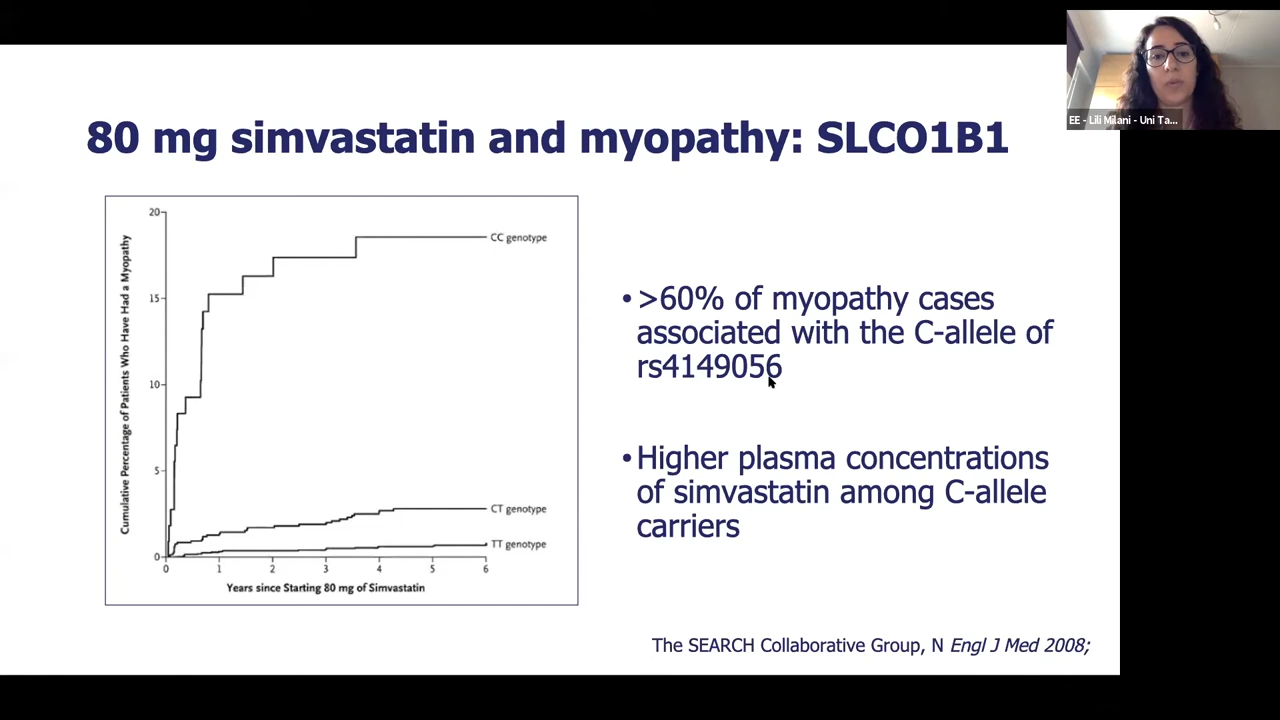 EE - Lili Milani - Uni Ta...
80 mg simvastatin and myopathy: SLCO1B1
Cumulative Percentage of Patients Who Have Had a Myopathy
20
15
10
5
0
CC genotype
CT genotype
TT genotype
0 1 2 3 4 5 6
Years since Starting 80 mg of Simvastatin
•>60% of myopathy cases
associated with the C-allele of
rs4149056
•Higher plasma concentrations
of simvastatin among C-allele
carriers
The SEARCH Collaborative Group, N Engl J Med 2008;